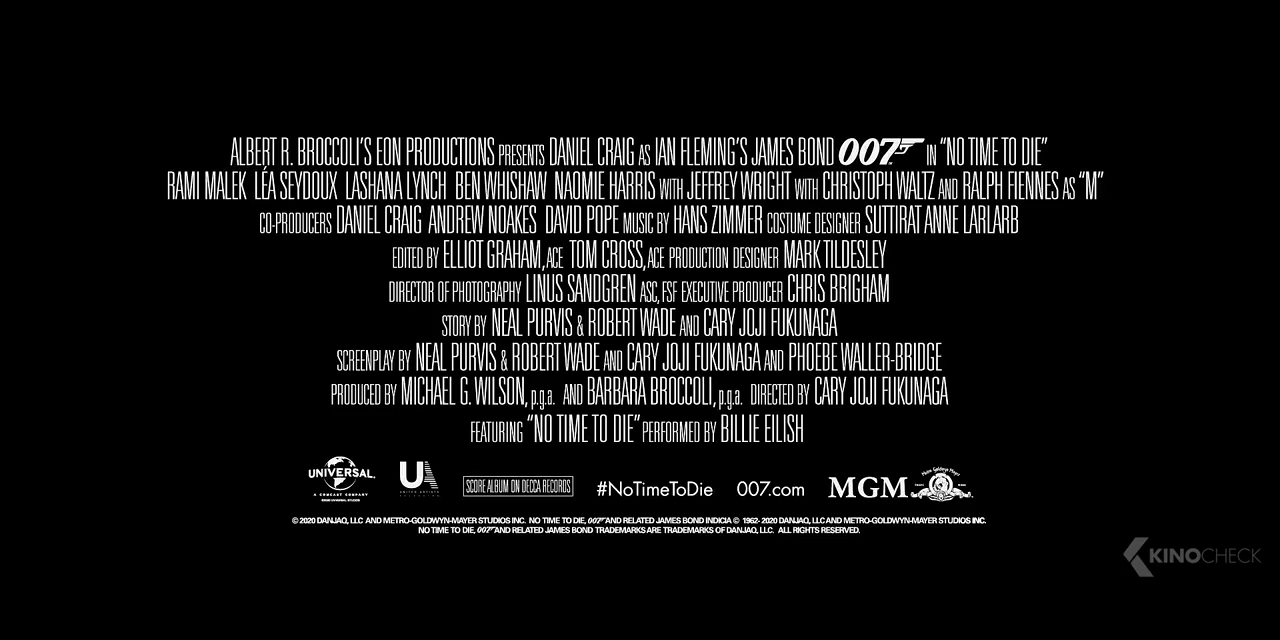 ALBERT R. BROCCOLI'S EON PRODUCTIONS PRESENTS DANIEL CRAIG AS IAN FLEMING'S JAMES BOND 007 IN "NO TIME TO DIE"
RAMI MALEK LÉA SEYDOUX LASHANA LYNCH BEN WHISHAW NAOMIE HARRIS WITH JEFFREY WRIGHT WITH CHRISTOPH WALTZ AND RALPH FIENNES AS "M"
CO-PRODUCERS DANIEL CRAIG ANDREW NOAKES DAVID POPE MUSIC BY HANS ZIMMER COSTUME DESIGNER SUTTIRAT ANNE LARLARB
EDITED BY ELLIOT GRAHAM, ACE TOM CROSS, ACE PRODUCTION DESIGNER MARK TILDESLEY
DIRECTOR OF PHOTOGRAPHY LINUS SANDGREN ASC, FSF EXECUTIVE PRODUCER CHRIS BRIGHAM
STORY BY NEAL PURVIS & ROBERT WADE AND CARY JOJI FUKUNAGA
SCREENPLAY BY NEAL PURVIS & ROBERT WADE AND CARY JOJI FUKUNAGA AND PHOEBE WALLER-BRIDGE
PRODUCED BY MICHAEL G. WILSON, p.g.a. AND BARBARA BROCCOLI, p.g.a. DIRECTED BY CARY JOJI FUKUNAGA
FEATURING "NO TIME TO DIE" PERFORMED BY BILLIE EILISH
UNIVERSAL
A COMCAST COMPANY
UA
UNITED ARTISTS
SCORE ALBUM ON DECCA RECORDS
#NoTimeToDie
007.com
MGM
© 2020 DANJAQ, LLC AND METRO-GOLDWYN-MAYER STUDIOS INC. NO TIME TO DIE, 007 AND RELATED JAMES BOND INDICIA © 1962-2020 DANJAQ, LLC AND METRO-GOLDWYN-MAYER STUDIOS INC.
NO TIME TO DIE, 007 AND RELATED JAMES BOND TRADEMARKS ARE TRADEMARKS OF DANJAQ, LLC. ALL RIGHTS RESERVED.
KINOCHECK